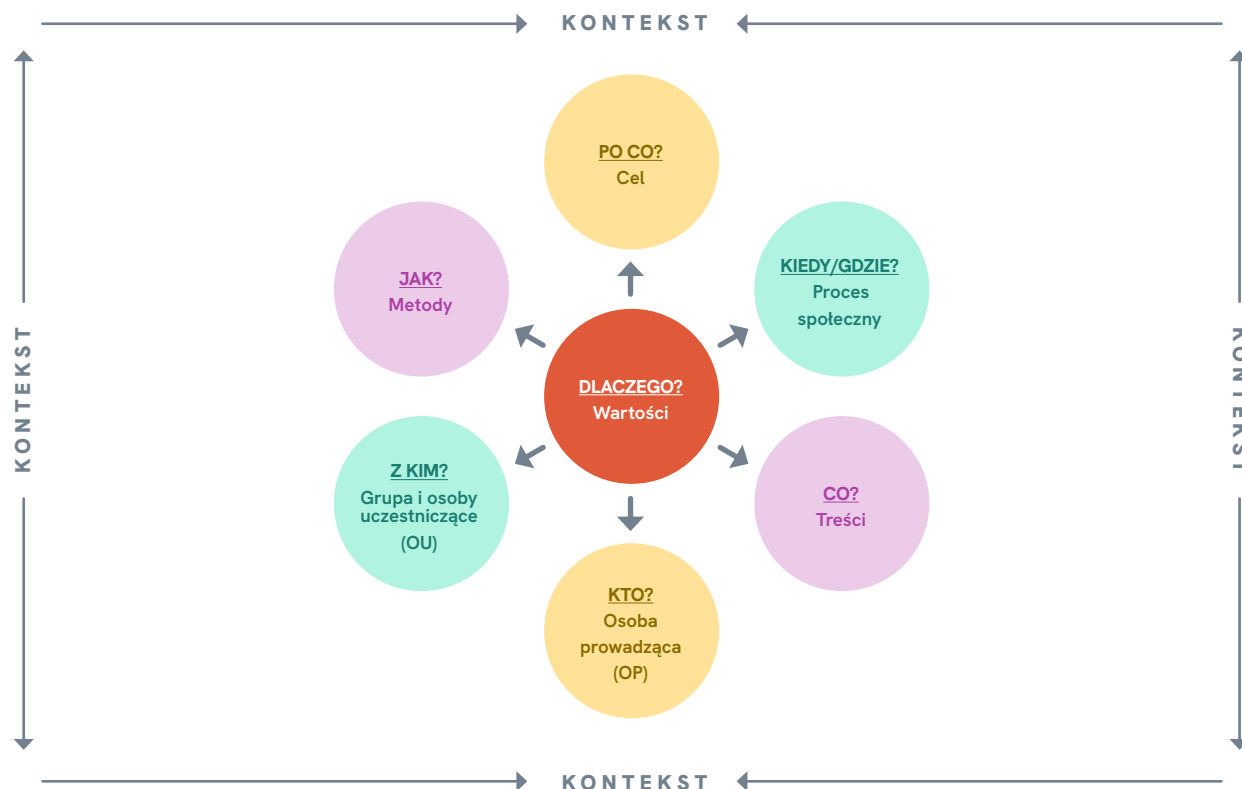 KONTEKST
PO CO?
Cel
JAK?
Metody
KIEDY/GDZIE?
Proces
społeczny
DLACZEGO?
Wartości
KONTEKST
KONTEKST
Z KIM?
Grupa i osoby
uczestniczące
(OU)
CO?
Treści
KTO?
Osoba
prowadząca
(OP)
KONTEKST